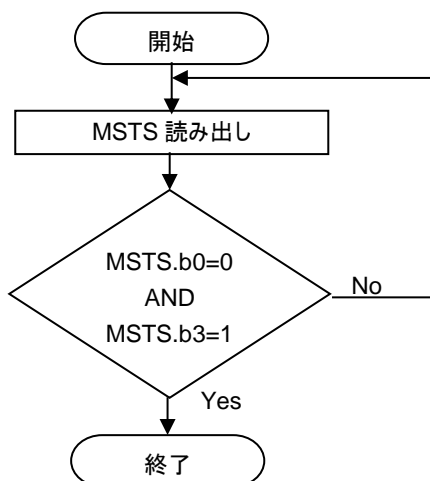 開始
MSTS 読み出し
MSTS.b0=0
AND
MSTS.b3=1
No
Yes
終了